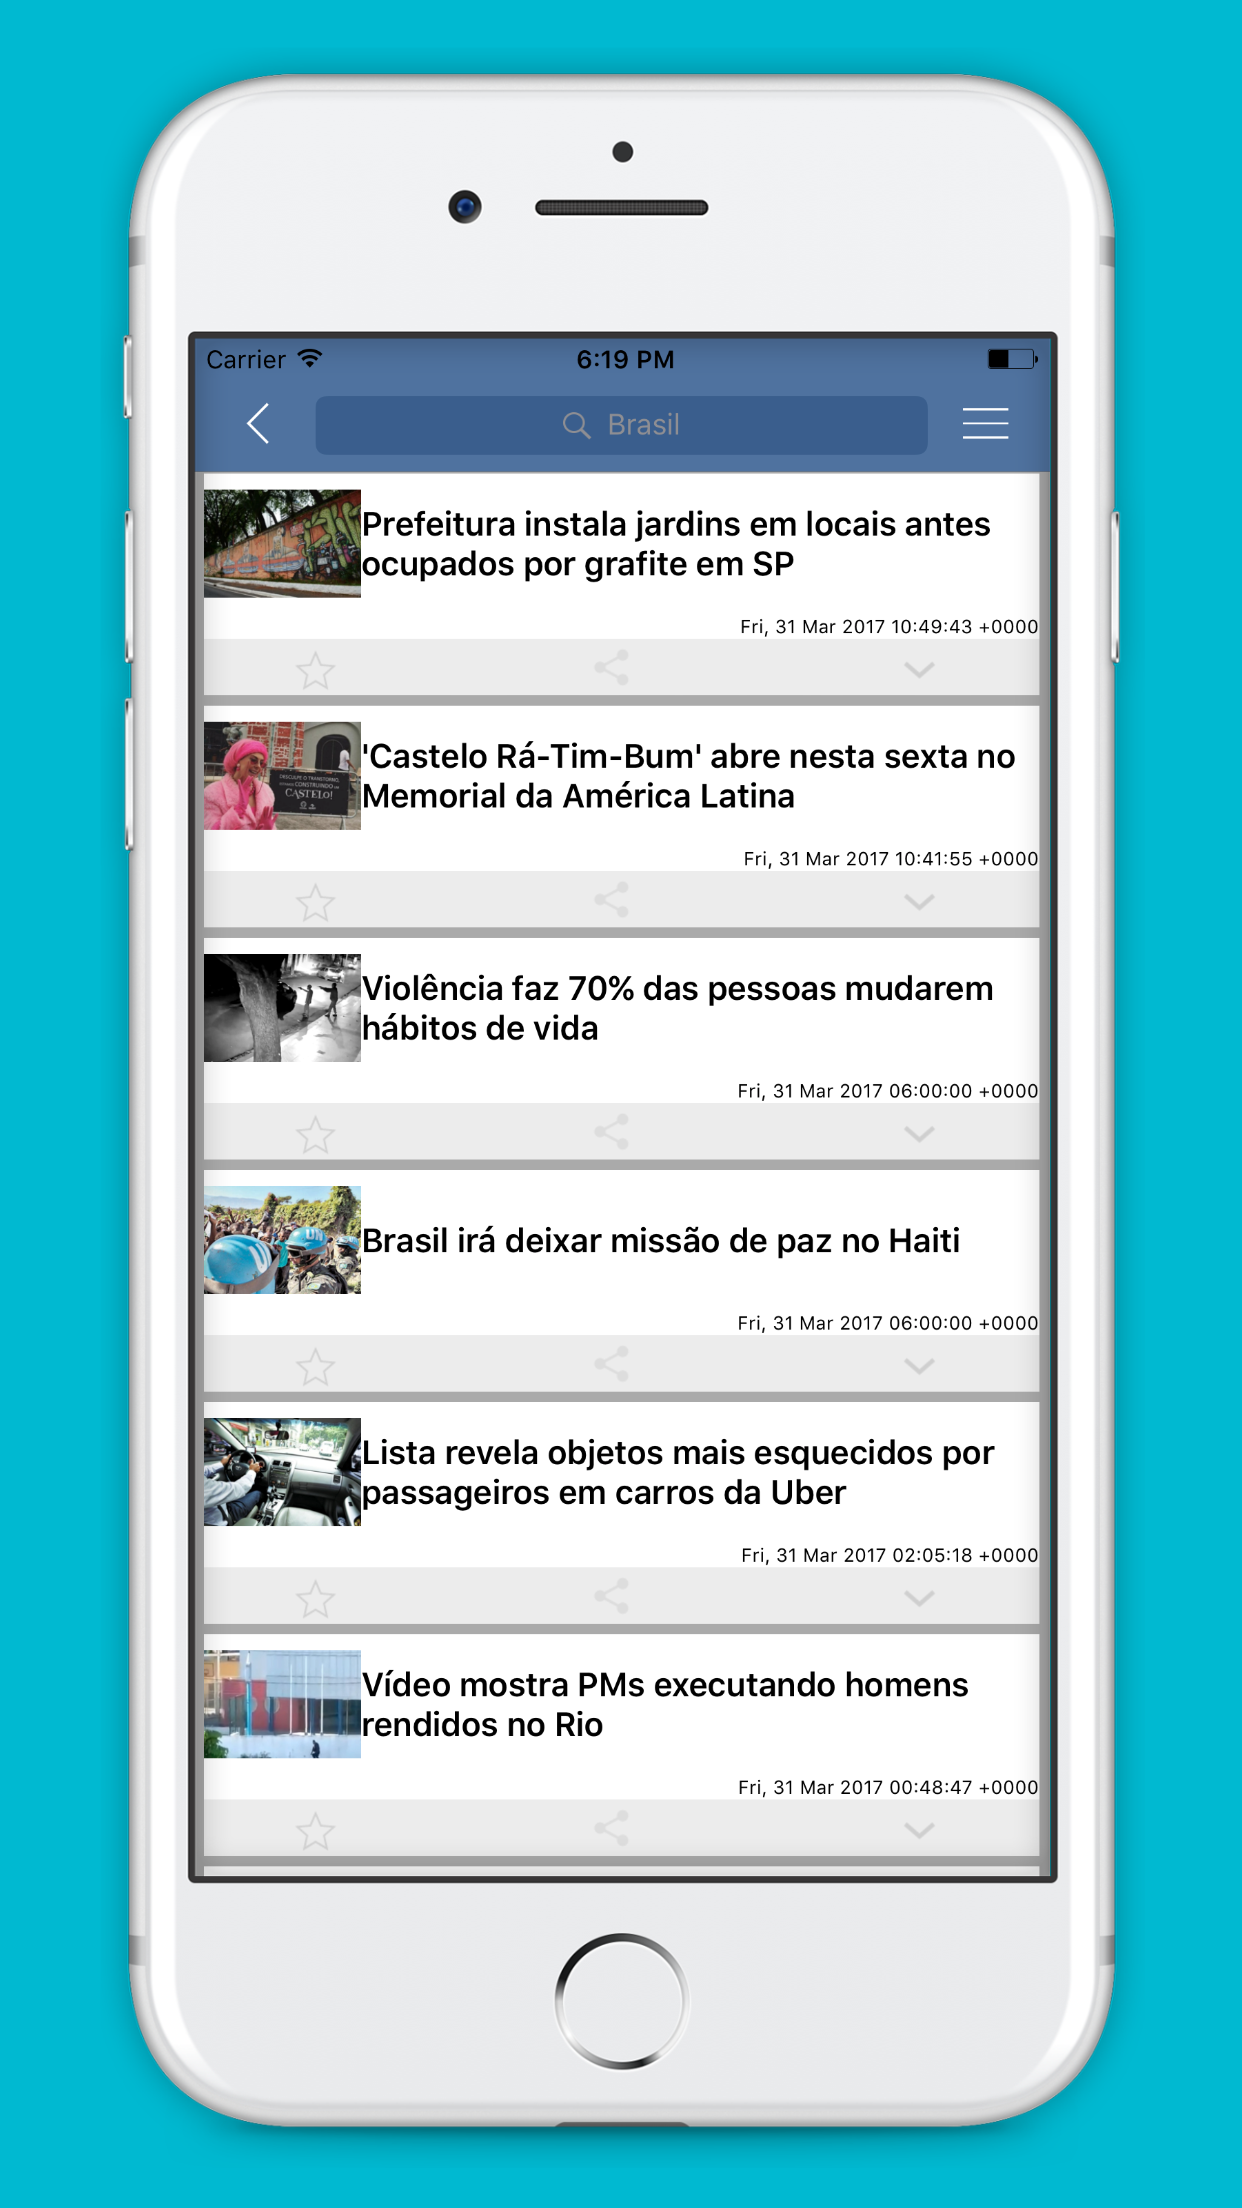 Carrier 6:19 PM
Brasil
Prefeitura instala jardins em locais antes
ocupados por grafite em SP
Fri, 31 Mar 2017 10:49:43 +0000
DESCULPE O TRANSTORNO,
CASTELO!
'Castelo Rá-Tim-Bum' abre nesta sexta no
Memorial da América Latina
Fri, 31 Mar 2017 10:41:55 +0000
Violência faz 70% das pessoas mudarem
hábitos de vida
Fri, 31 Mar 2017 06:00:00 +0000
UN
Brasil irá deixar missão de paz no Haiti
Fri, 31 Mar 2017 06:00:00 +0000
Lista revela objetos mais esquecidos por
passageiros em carros da Uber
Fri, 31 Mar 2017 02:05:18 +0000
Vídeo mostra PMs executando homens
rendidos no Rio
Fri, 31 Mar 2017 00:48:47 +0000